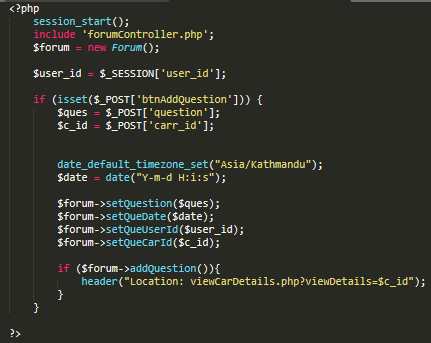 <?php
session_start();
include 'forumController.php';
$forum = new Forum();
$user_id = $_SESSION['user_id'];
if (isset($_POST['btnAddQuestion'])) {
$ques = $_POST['question'];
$c_id = $_POST['carr_id'];
date_default_timezone_set("Asia/Kathmandu");
$date = date("Y-m-d H:i:s");
$forum->setQuestion($ques);
$forum->setQueDate($date);
$forum->setQueUserId($user_id);
$forum->setQueCarId($c_id);
if ($forum->addQuestion()){
header("Location: viewCarDetails.php?viewDetails=$c_id");
}
}
?>